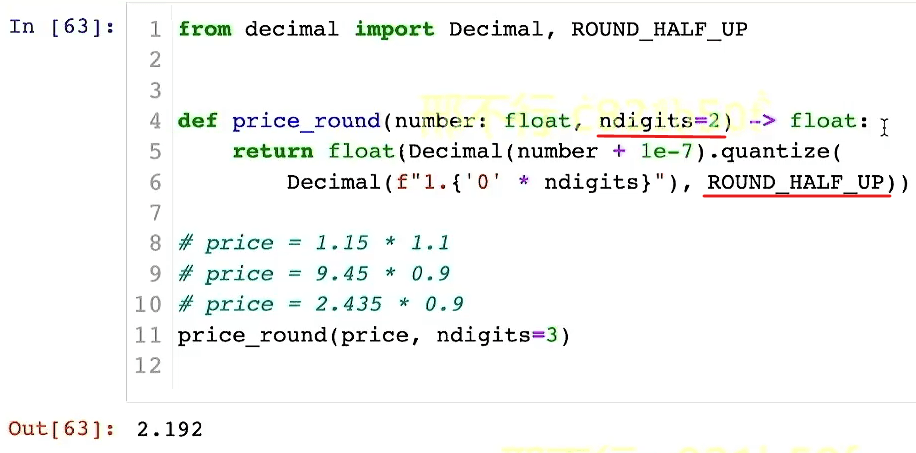 In [63]:
1 from decimal import Decimal, ROUND_HALF_UP
2
3
4 def price_round(number: float, ndigits=2) -> float:
5     return float(Decimal(number + 1e-7).quantize(
6         Decimal(f"1.{'0' * ndigits}"), ROUND_HALF_UP))
7
8 # price = 1.15 * 1.1
9 # price = 9.45 * 0.9
10 # price = 2.435 * 0.9
11 price_round(price, ndigits=3)
12
Out[63]: 2.192